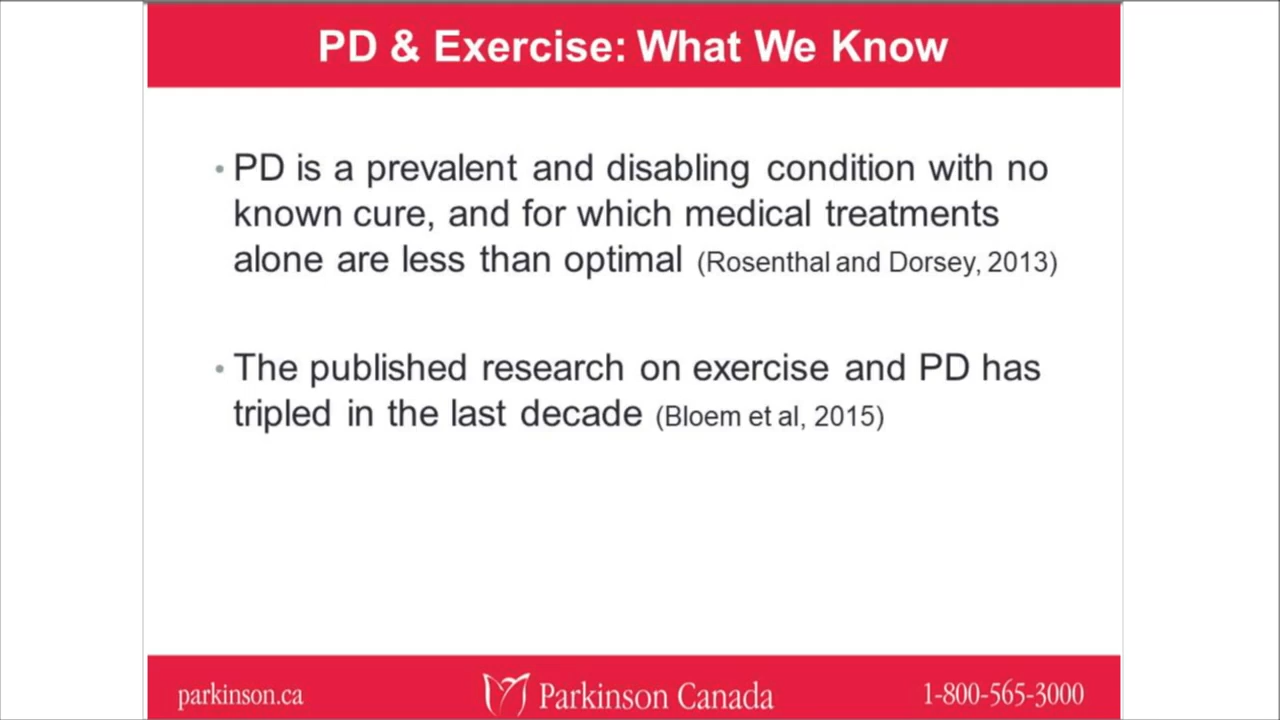 PD & Exercise: What We Know
• PD is a prevalent and disabling condition with no
known cure, and for which medical treatments
alone are less than optimal (Rosenthal and Dorsey, 2013)
• The published research on exercise and PD has
tripled in the last decade (Bloem et al, 2015)
parkinson.ca
Parkinson Canada
1-800-565-3000